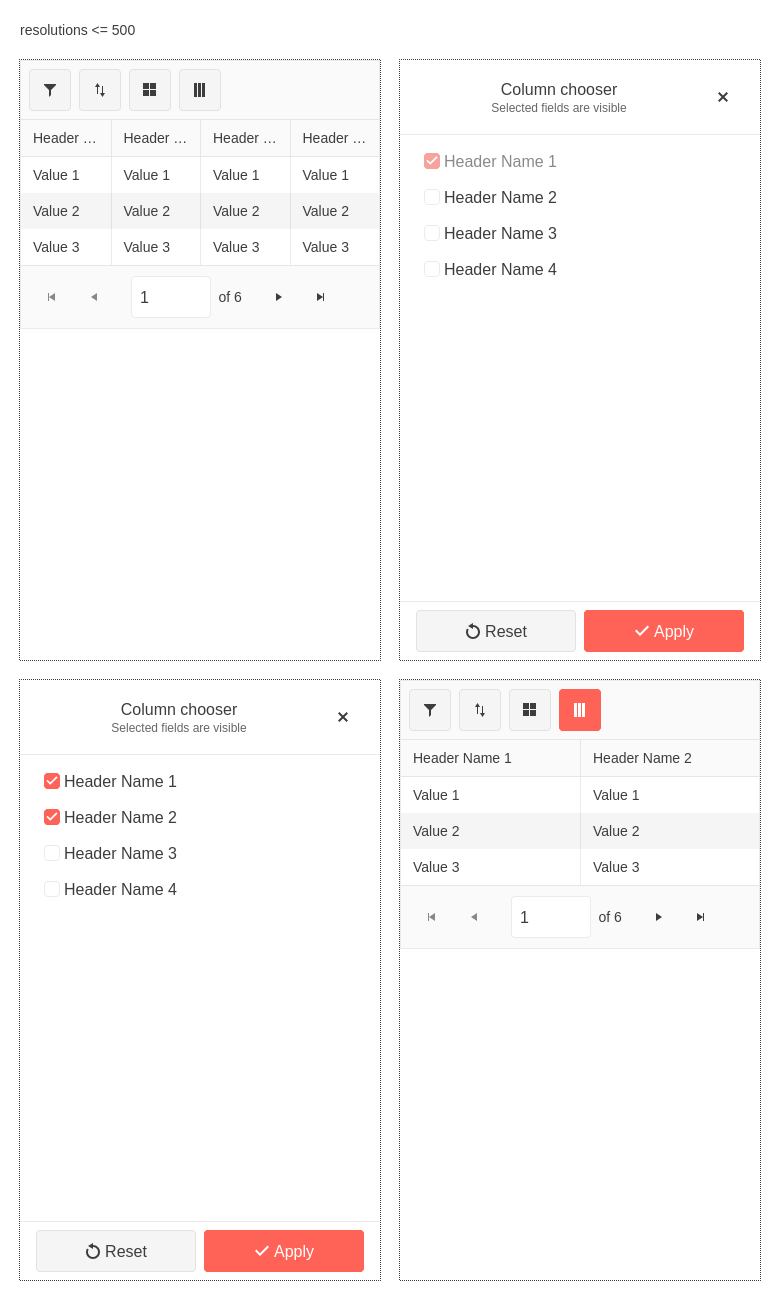 resolutions <= 500
Header … Header … Header … Header …
Value 1 Value 1 Value 1 Value 1
Value 2 Value 2 Value 2 Value 2
Value 3 Value 3 Value 3 Value 3
1 of 6
Column chooser
Selected fields are visible
Header Name 1
Header Name 2
Header Name 3
Header Name 4
Reset Apply
Column chooser
Selected fields are visible
Header Name 1
Header Name 2
Header Name 3
Header Name 4
Reset Apply
Header Name 1 Header Name 2
Value 1 Value 1
Value 2 Value 2
Value 3 Value 3
1 of 6